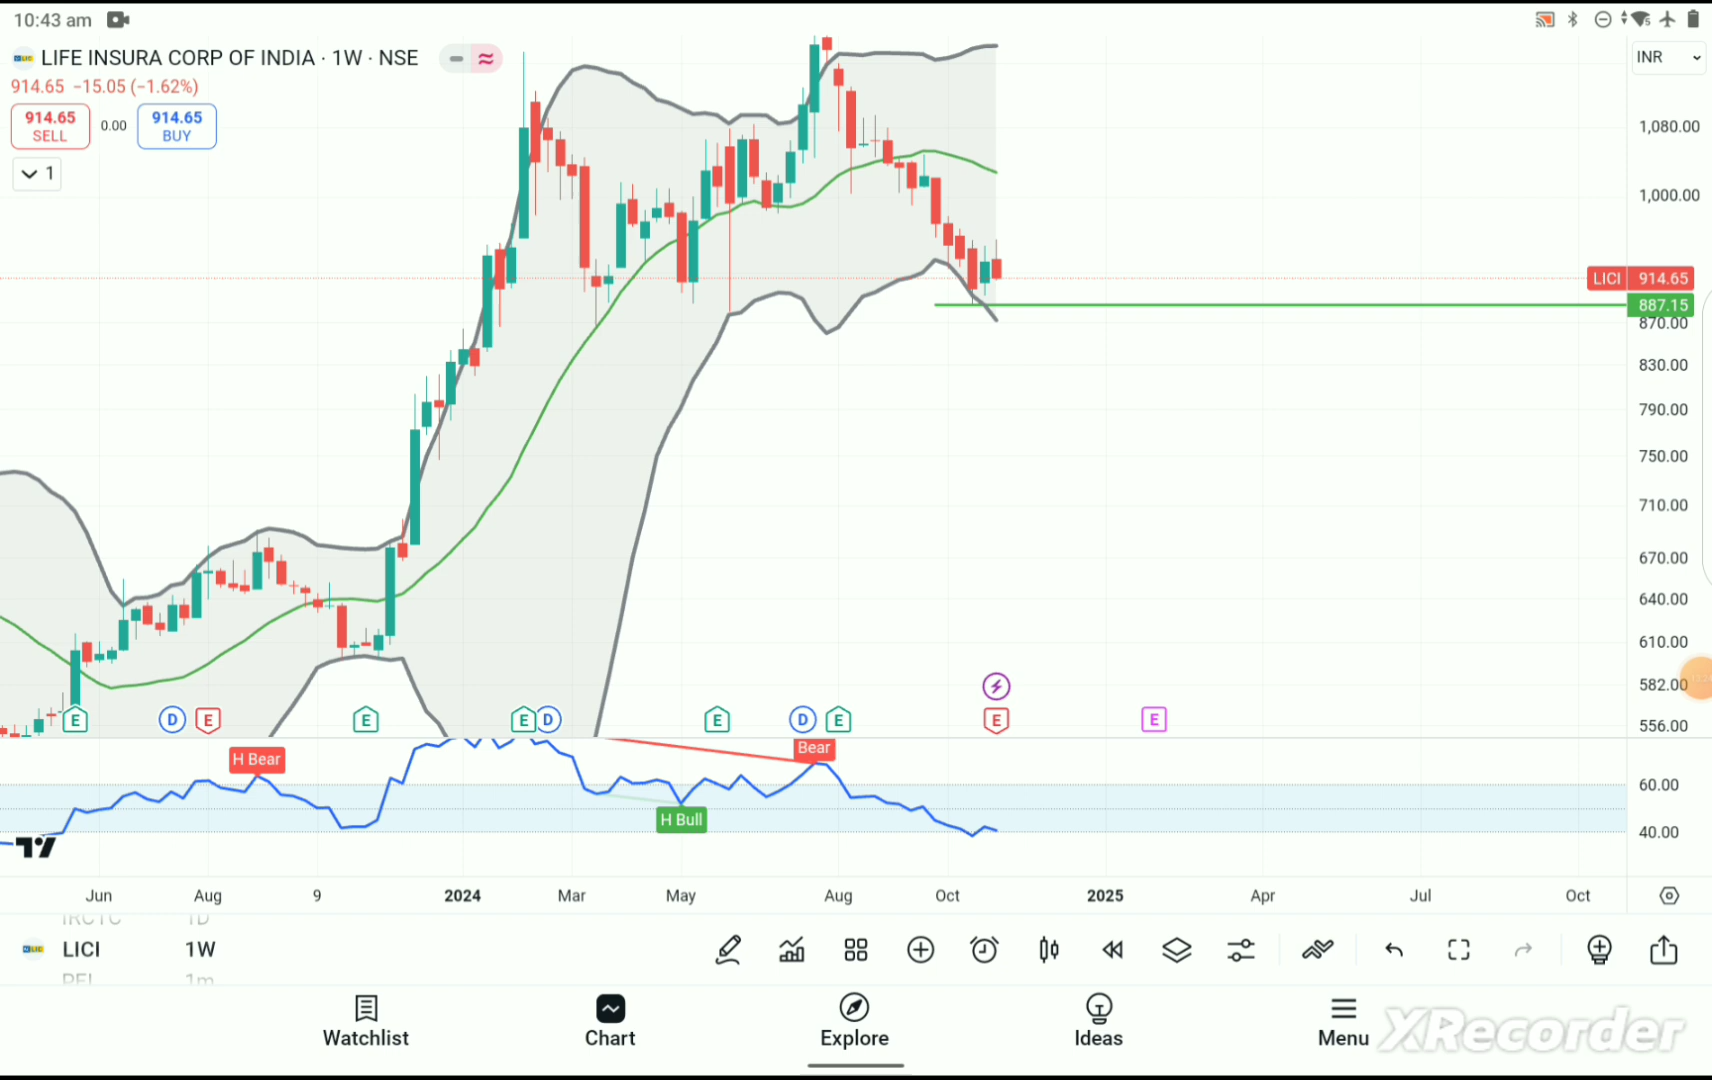 10:43 am
LIFE INSURA CORP OF INDIA · 1W · NSE
INR
914.65 −15.05 (−1.62%)
914.65 SELL
0.00
914.65 BUY
1
1,080.00
1,000.00
LICI 914.65
887.15
870.00
830.00
790.00
750.00
710.00
670.00
640.00
610.00
582.00
556.00
E D E E E D E D E E E
H Bear
Bear
H Bull
60.00
40.00
Jun Aug 9 2024 Mar May Aug Oct 2025 Apr Jul Oct
IRCTC 1D
LICI 1W
1m
Watchlist Chart Explore Ideas Menu
XRecorder